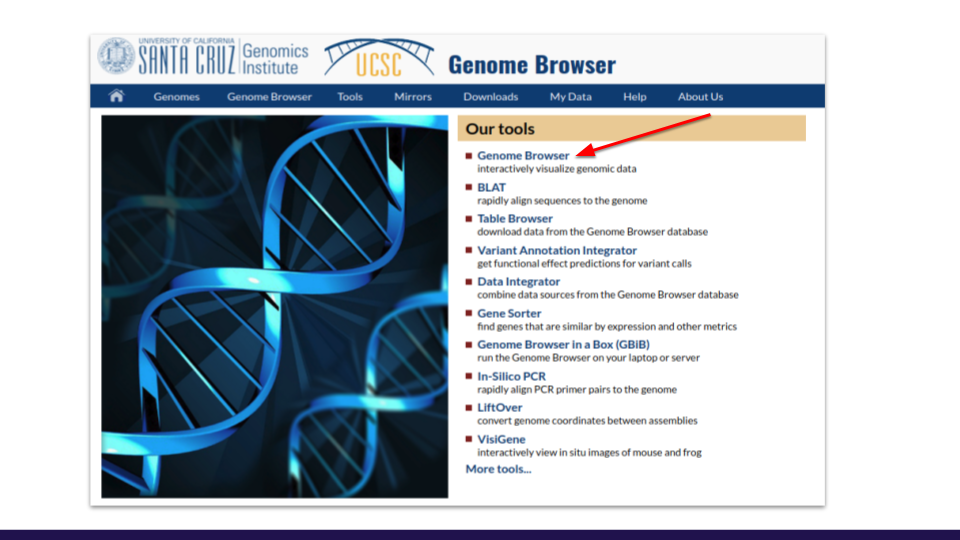 UNIVERSITY OF CALIFORNIA
SANTA CRUZ
Genomics
Institute
UCSC
Genome Browser
Genomes Genome Browser Tools Mirrors Downloads My Data Help About Us
Our tools
Genome Browser
interactively visualize genomic data
BLAT
rapidly align sequences to the genome
Table Browser
download data from the Genome Browser database
Variant Annotation Integrator
get functional effect predictions for variant calls
Data Integrator
combine data sources from the Genome Browser database
Gene Sorter
find genes that are similar by expression and other metrics
Genome Browser in a Box (GBiB)
run the Genome Browser on your laptop or server
In-Silico PCR
rapidly align PCR primer pairs to the genome
LiftOver
convert genome coordinates between assemblies
VisiGene
interactively view in situ images of mouse and frog
More tools...